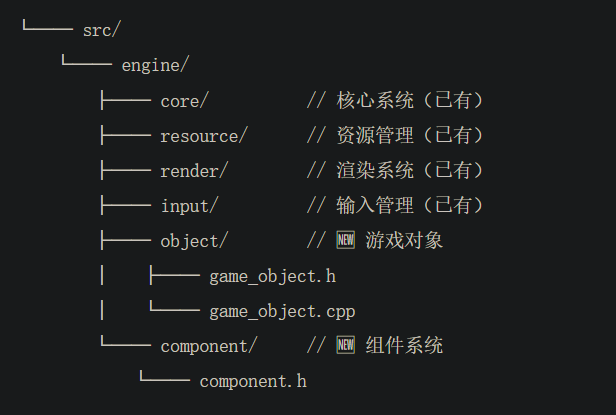 └── src/
└── engine/
├── core/ // 核心系统（已有）
├── resource/ // 资源管理（已有）
├── render/ // 渲染系统（已有）
├── input/ // 输入管理（已有）
├── object/ // 🆕 游戏对象
│ ├── game_object.h
│ └── game_object.cpp
└── component/ // 🆕 组件系统
└── component.h